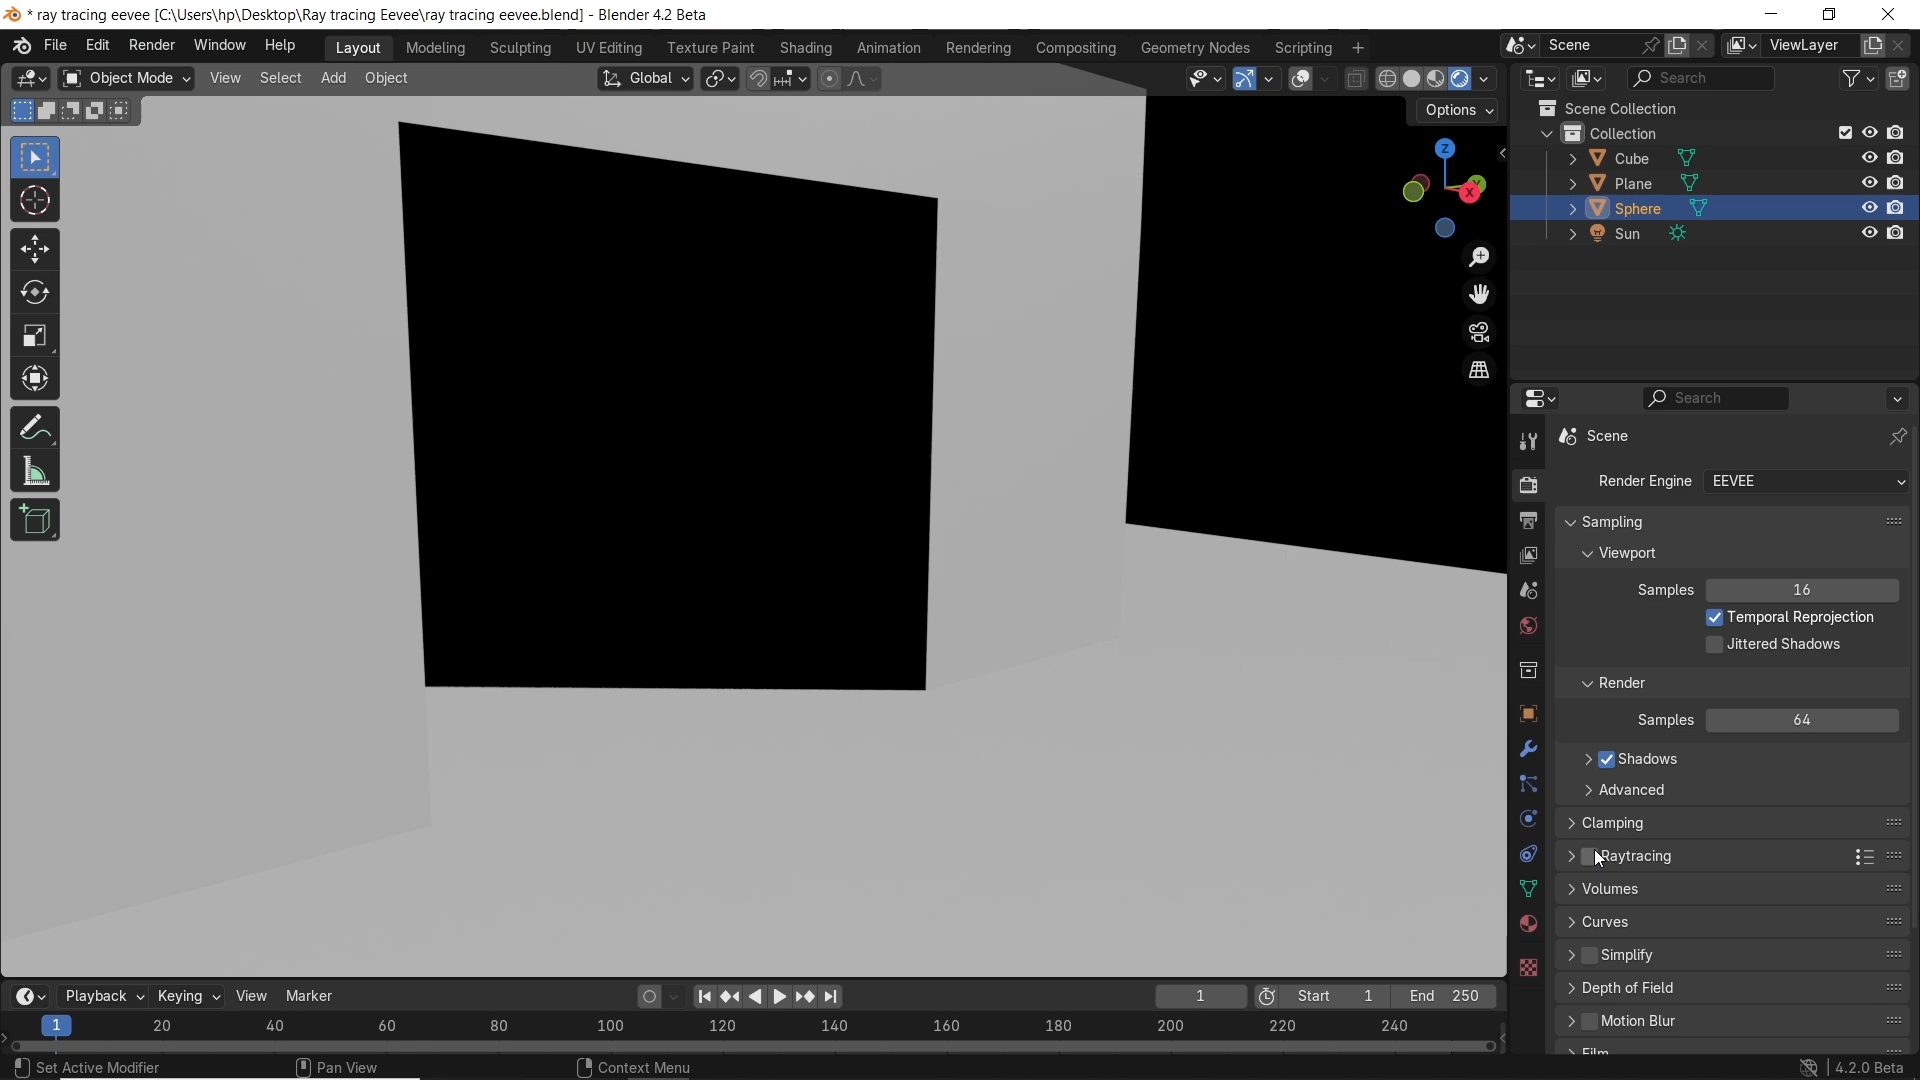 * ray tracing eevee [C:\Users\hp\Desktop\Ray tracing Eevee\ray tracing eevee.blend] - Blender 4.2 Beta
File Edit Render Window Help Layout Modeling Sculpting UV Editing Texture Paint Shading Animation Rendering Compositing Geometry Nodes Scripting + Scene ViewLayer
Object Mode View Select Add Object Global Search
Options
Scene Collection
Collection
Cube
Plane
Sphere
Sun
Z
Y
X
Search
Scene
Render Engine EEVEE
Sampling
Viewport
Samples 16
Temporal Reprojection
Jittered Shadows
Render
Samples 64
Shadows
Advanced
Clamping
Raytracing
Volumes
Curves
Simplify
Depth of Field
Motion Blur
Film
Playback Keying View Marker 1 Start 1 End 250
1 20 40 60 80 100 120 140 160 180 200 220 240
Set Active Modifier Pan View Context Menu 4.2.0 Beta